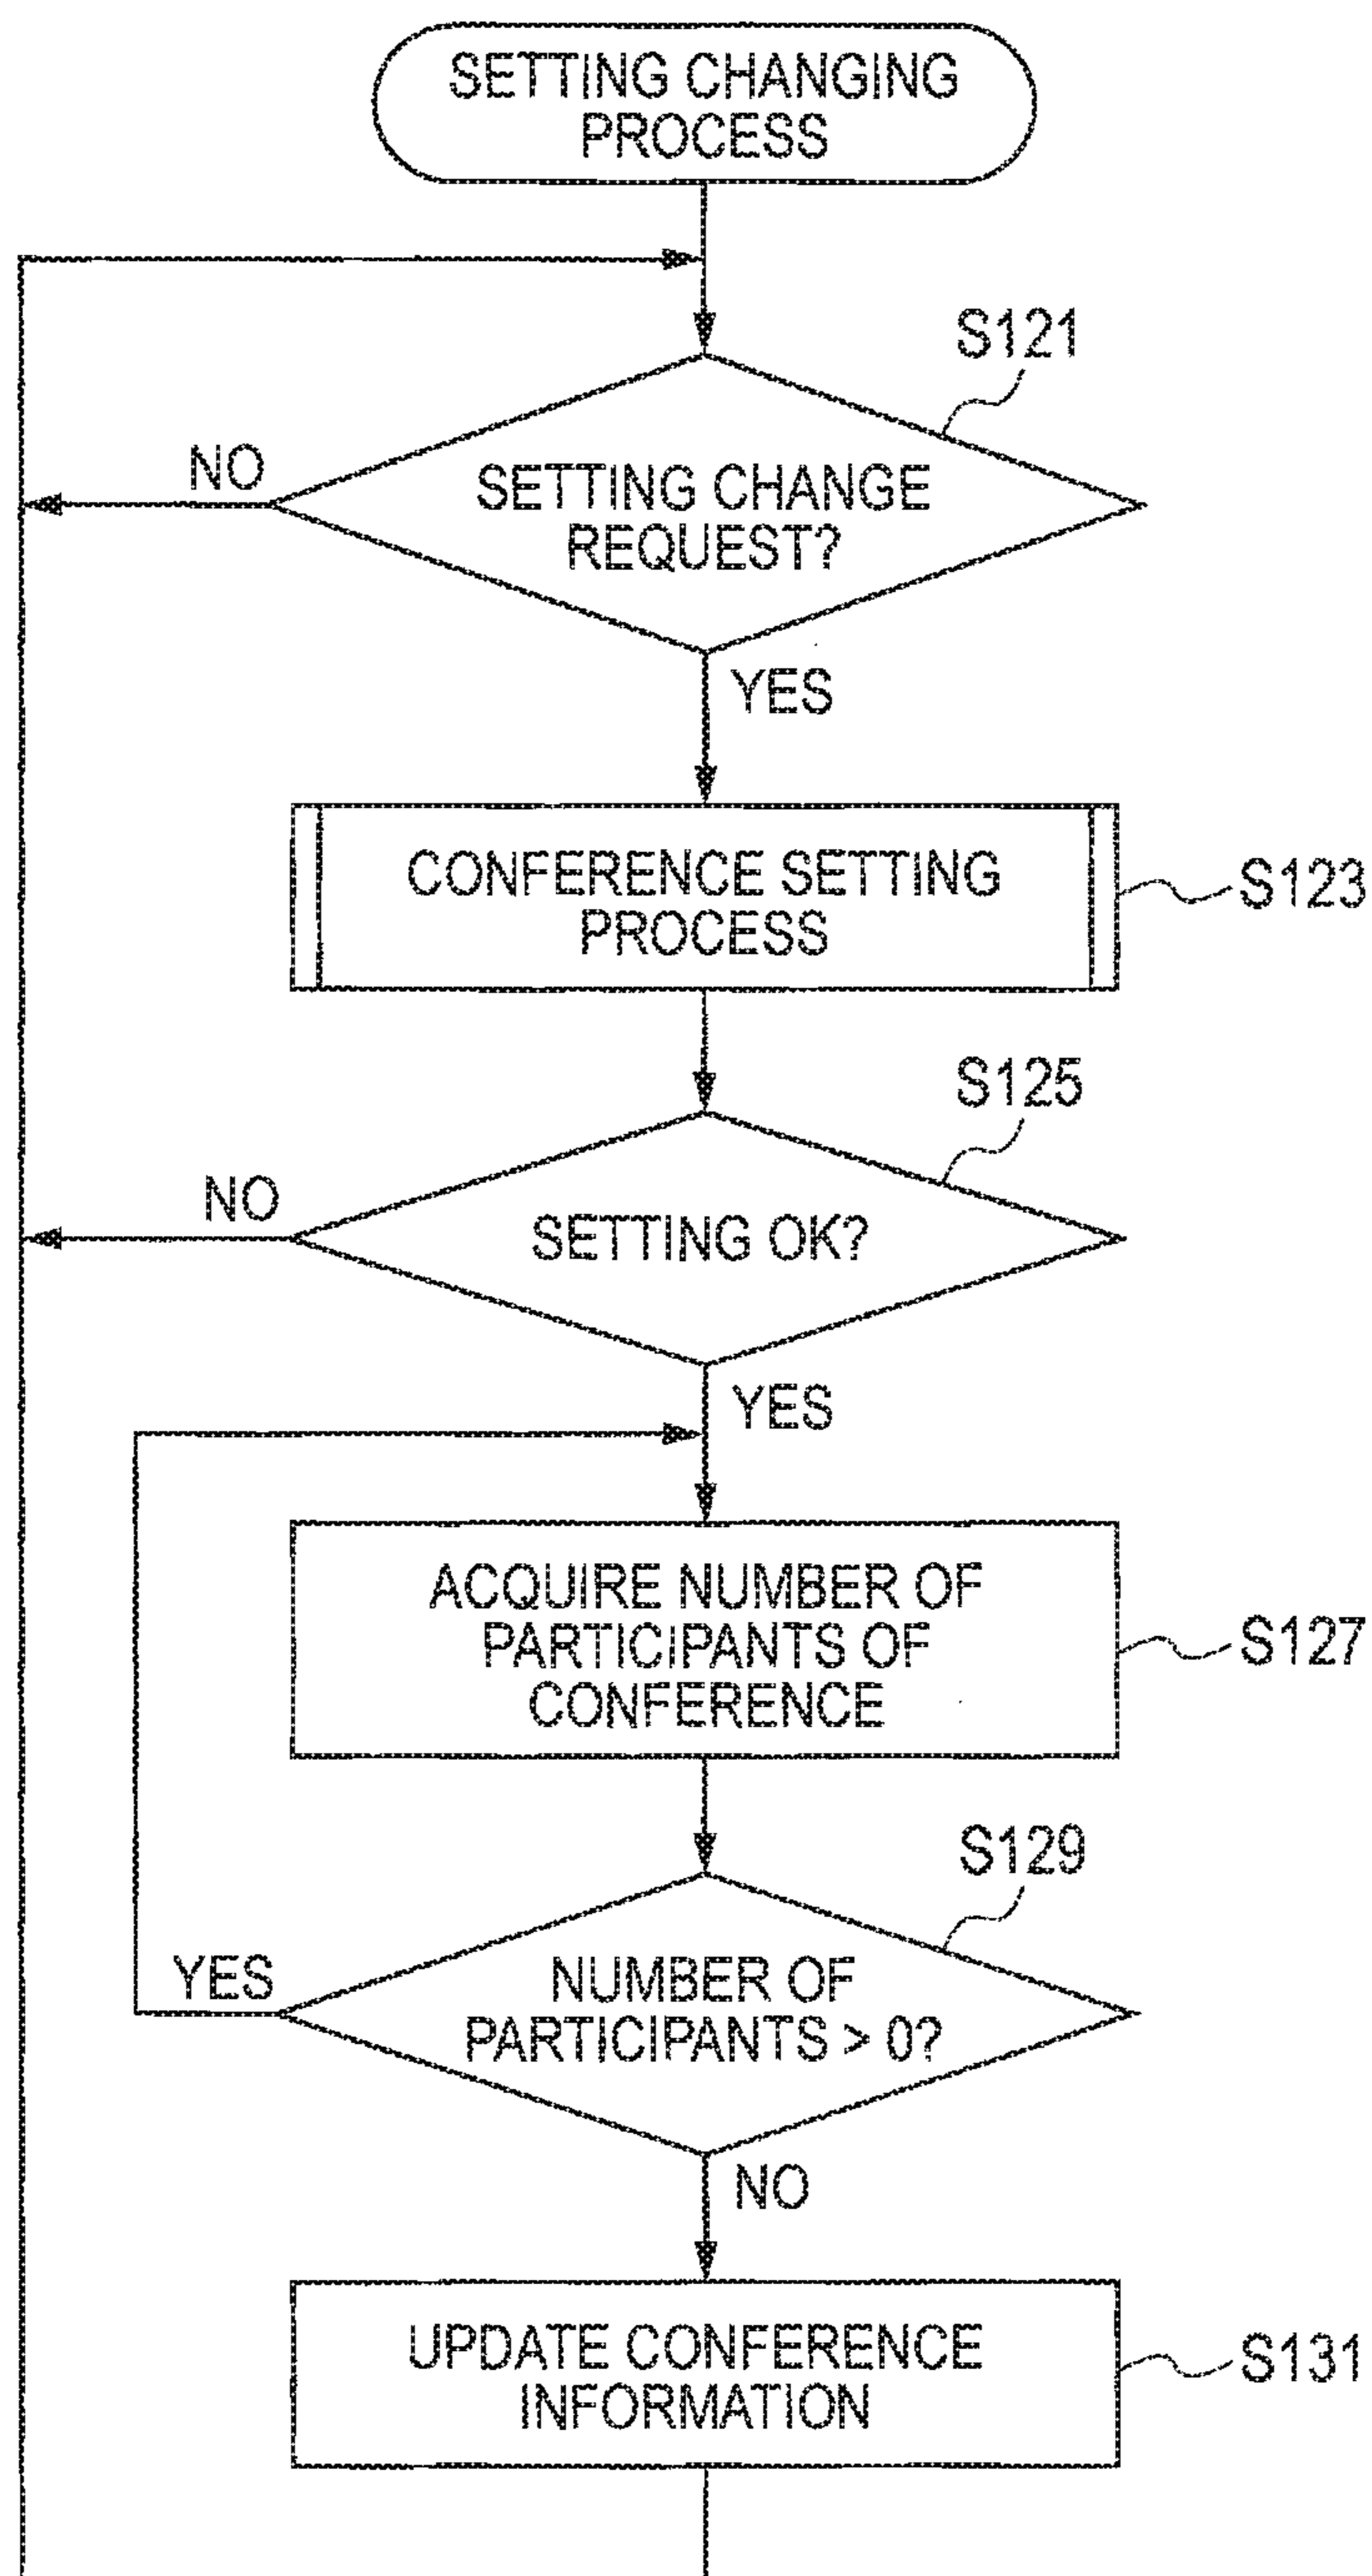 SETTING CHANGING
PROCESS
S121
NO
SETTING CHANGE
REQUEST?
YES
CONFERENCE SETTING
PROCESS
S123
S125
NO
SETTING OK?
YES
ACQUIRE NUMBER OF
PARTICIPANTS OF
CONFERENCE
S127
S129
YES
NUMBER OF
PARTICIPANTS > 0?
NO
UPDATE CONFERENCE
INFORMATION
S131